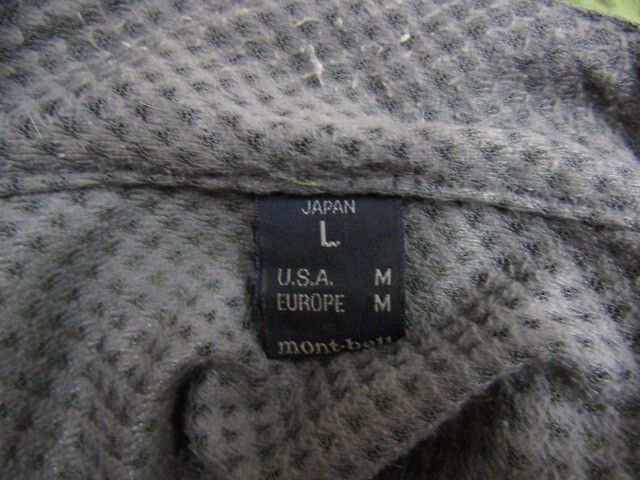 JAPAN
L
U.S.A. M
EUROPE M
mont-bell